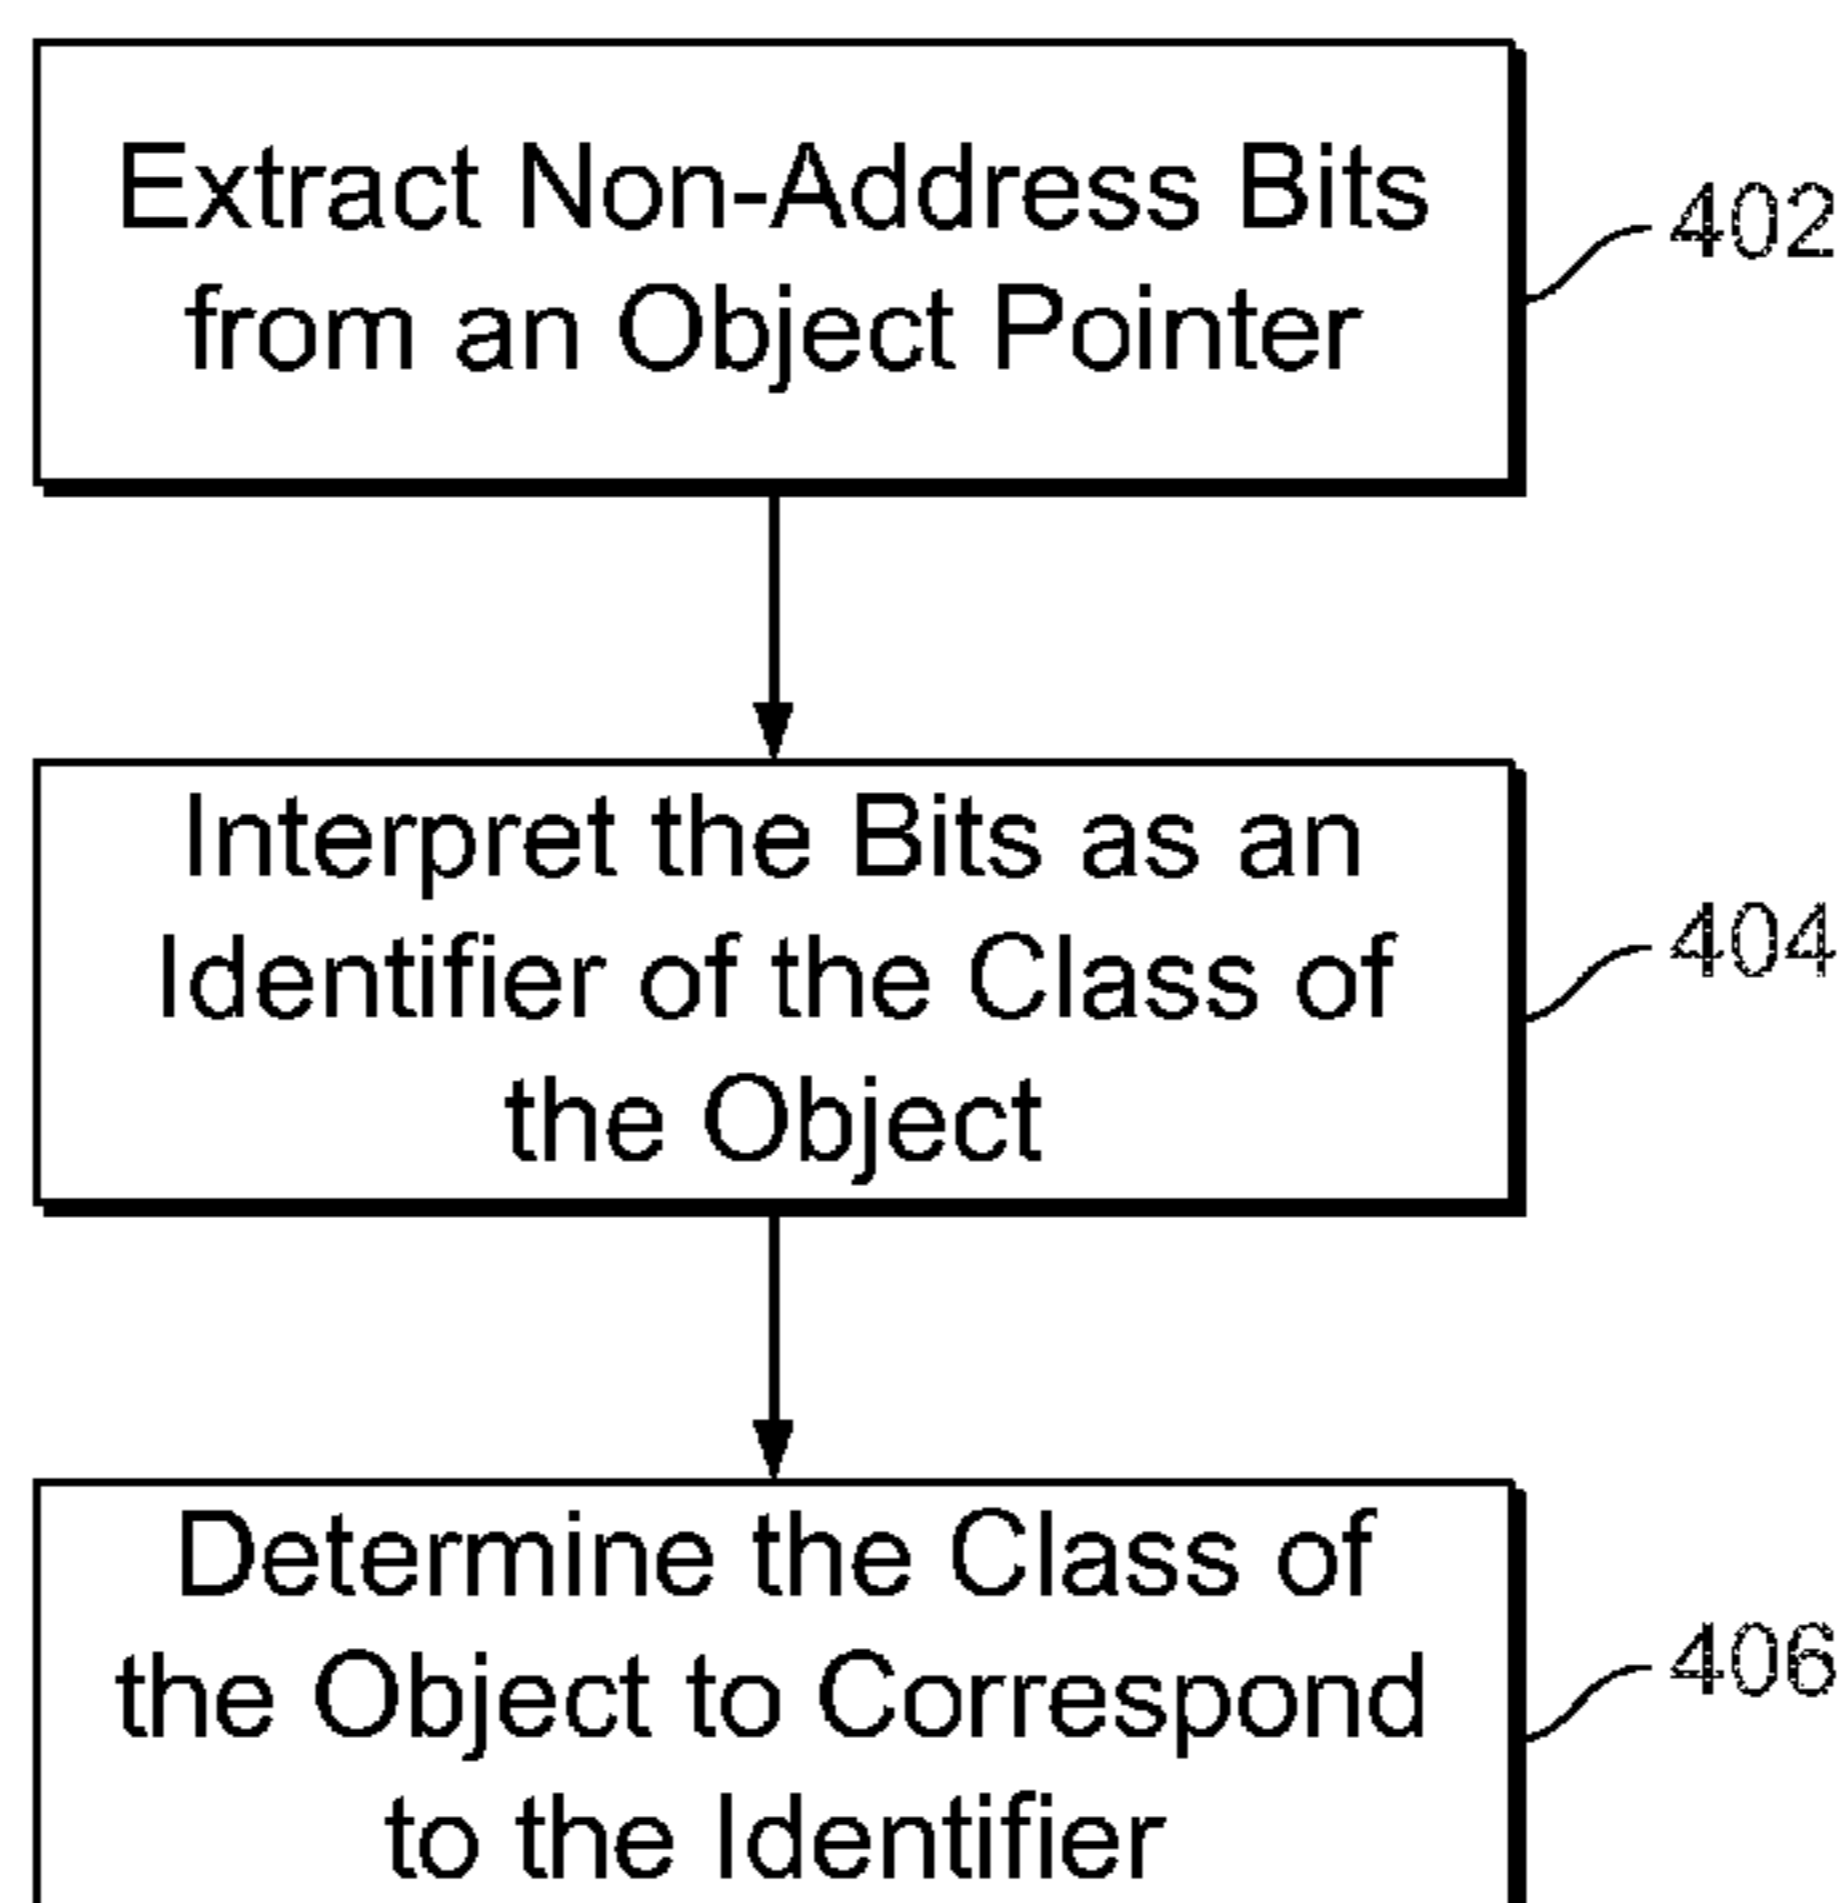 Extract Non-Address Bits
from an Object Pointer
402
Interpret the Bits as an
Identifier of the Class of
the Object
404
Determine the Class of
the Object to Correspond
to the Identifier
406